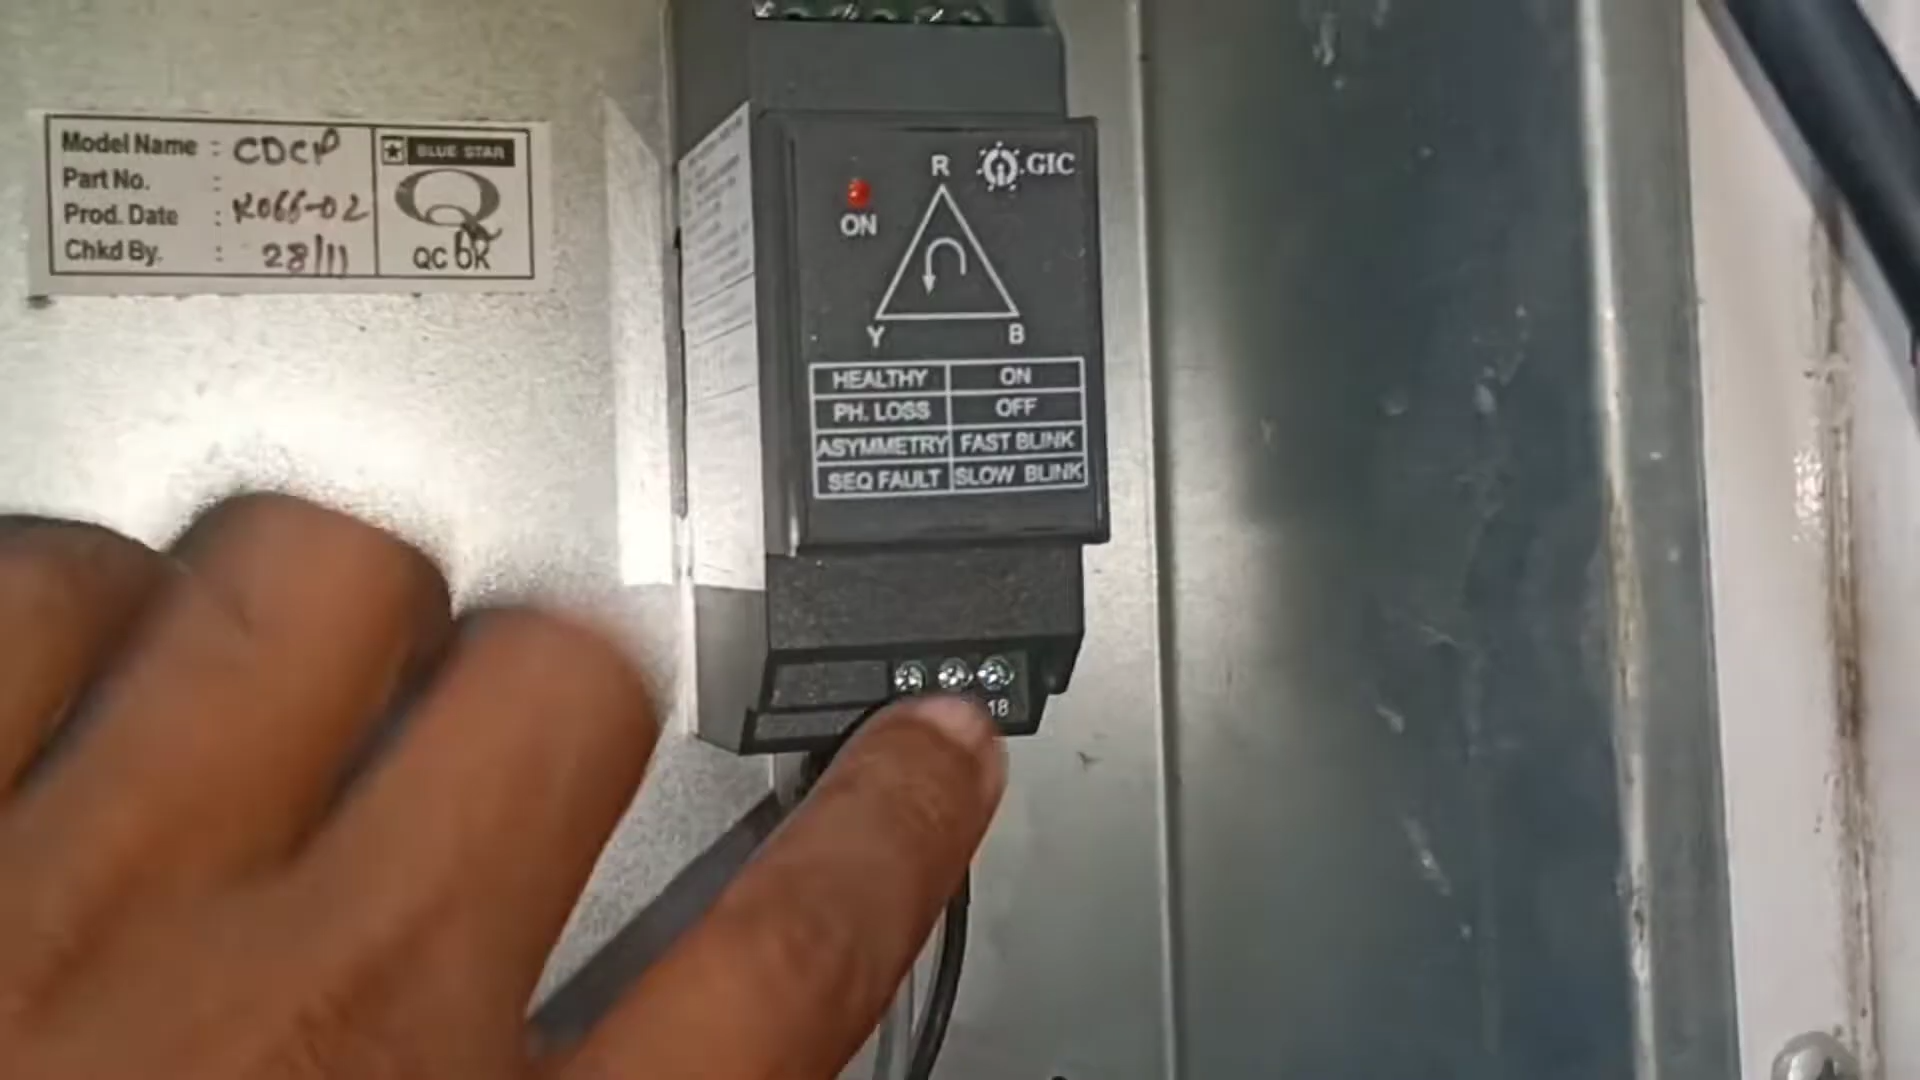 Model Name : CDCP
Part No. :
Prod. Date : K066-02
Chkd By. : 28/11
BLUE STAR
QC OK
GIC
R
ON
Y
B
HEALTHY ON
PH. LOSS OFF
ASYMMETRY FAST BLINK
SEQ FAULT SLOW BLINK
18